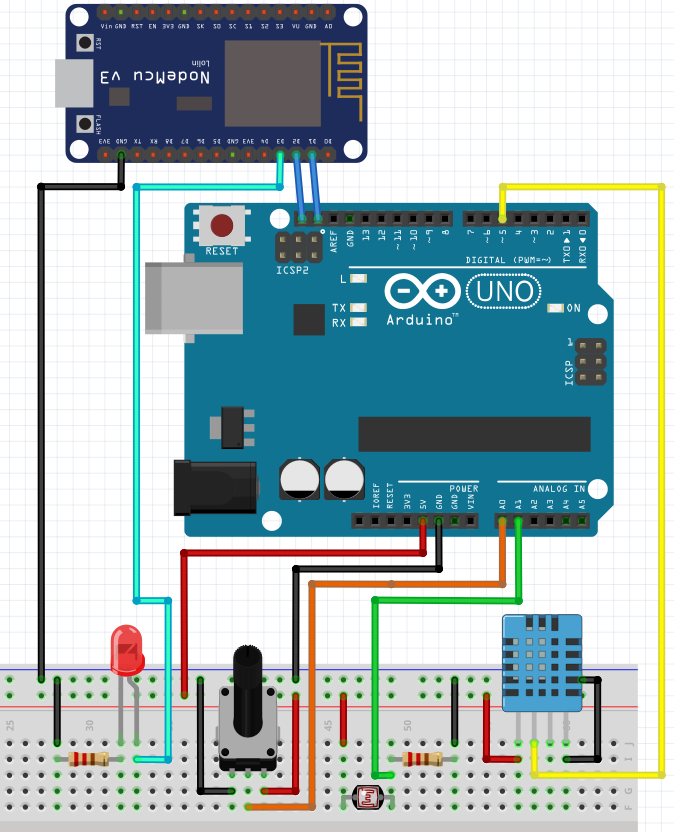 Vin GND RST EN 3V3 GND SK SO SC S1 S2 S3 VU GND A0
RST
NodeMcu v3
Lolin
FLASH
3V3 GND TX RX D8 D7 D6 D5 GND 3V3 D4 D3 D2 D1 D0
RESET
AREF
GND
13
12
~11
~10
~9
8
7
~6
~5
4
~3
2
TX0▶1
RX0◀0
ICSP2
DIGITAL (PWM=~)
L
TX
RX
UNO
Arduino™
ON
1
ICSP
IOREF
RESET
3V3
5V
GND
GND
VIN
POWER
ANALOG IN
A0
A1
A2
A3
A4
A5
25
30
45
50
J
I
H
G
F